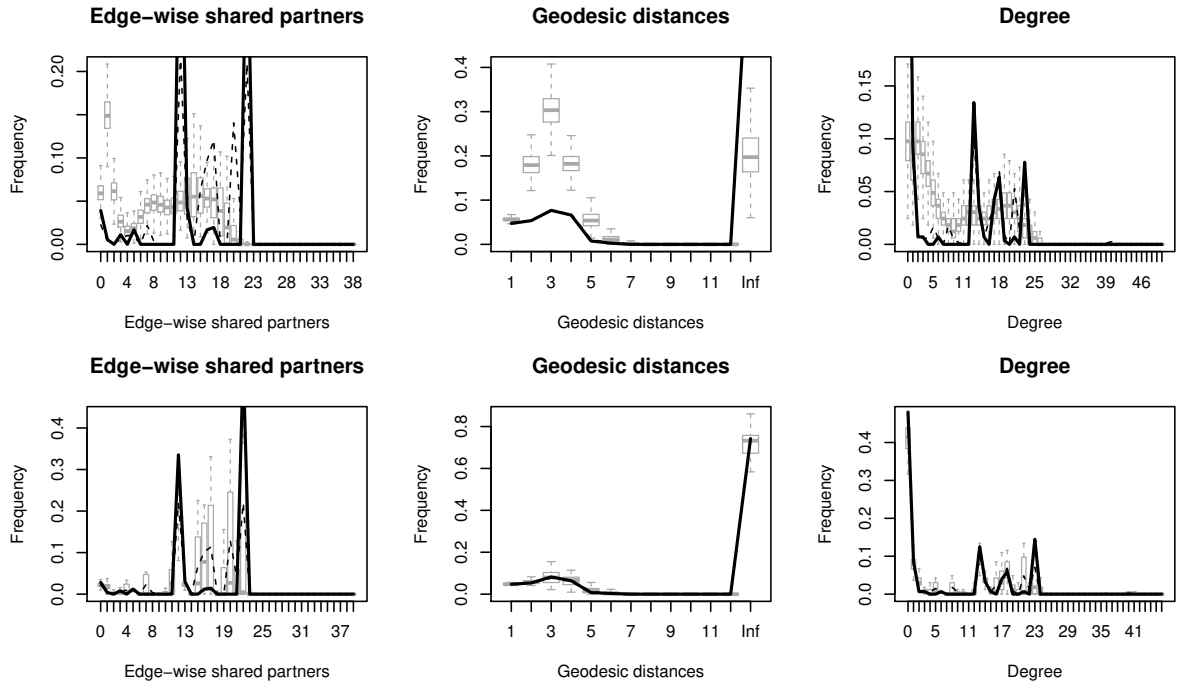 Edge−wise shared partners
Frequency
0.00 0.10 0.20
0 4 8 13 18 23 28 33 38
Edge−wise shared partners
Geodesic distances
Frequency
0.0 0.1 0.2 0.3 0.4
1 3 5 7 9 11 Inf
Geodesic distances
Degree
Frequency
0.00 0.05 0.10 0.15
0 5 11 18 25 32 39 46
Degree
Edge−wise shared partners
Frequency
0.0 0.1 0.2 0.3 0.4
0 4 8 13 19 25 31 37
Edge−wise shared partners
Geodesic distances
Frequency
0.0 0.2 0.4 0.6 0.8
1 3 5 7 9 11 Inf
Geodesic distances
Degree
Frequency
0.0 0.1 0.2 0.3 0.4
0 5 11 17 23 29 35 41
Degree